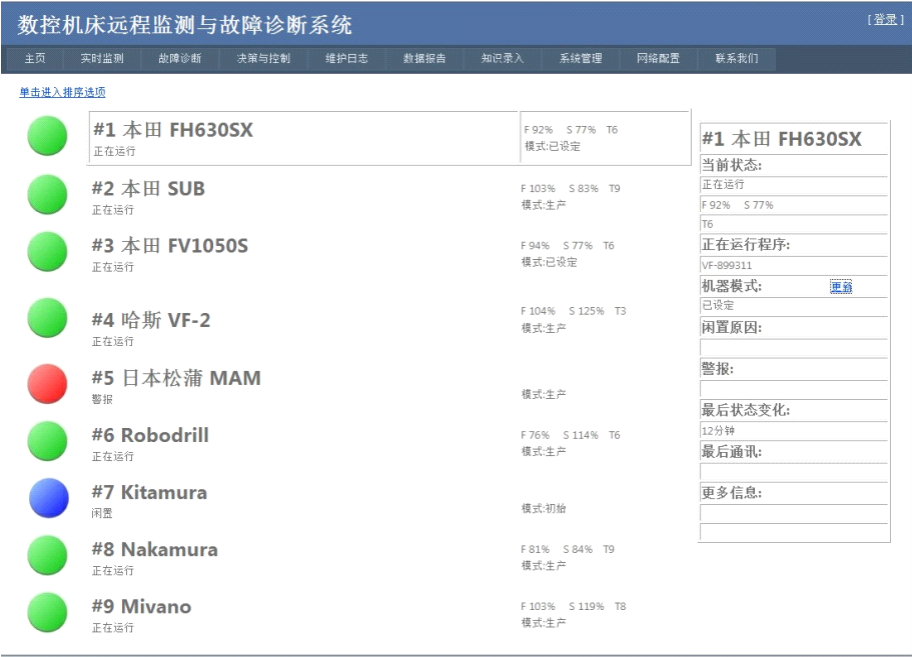 数控机床远程监测与故障诊断系统
[ 登录 ]
主页 实时监测 故障诊断 决策与控制 维护日志 数据报告 知识录入 系统管理 网络配置 联系我们
单击进入排序选项
#1 本田 FH630SX
正在运行
F 92% S 77% T6
模式:已设定
#2 本田 SUB
正在运行
F 103% S 83% T9
模式:生产
#3 本田 FV1050S
正在运行
F 94% S 77% T6
模式:已设定
#4 哈斯 VF-2
正在运行
F 104% S 125% T3
模式:生产
#5 日本松蒲 MAM
警报
模式:生产
#6 Robodrill
正在运行
F 76% S 114% T6
模式:生产
#7 Kitamura
闲置
模式:初始
#8 Nakamura
正在运行
F 81% S 84% T9
模式:生产
#9 Mivano
正在运行
F 103% S 119% T8
模式:生产
#1 本田 FH630SX
当前状态:
正在运行
F 92% S 77%
T6
正在运行程序:
VF-899311
机器模式: 更新
已设定
闲置原因:
警报:
最后状态变化:
12分钟
最后通讯:
更多信息: